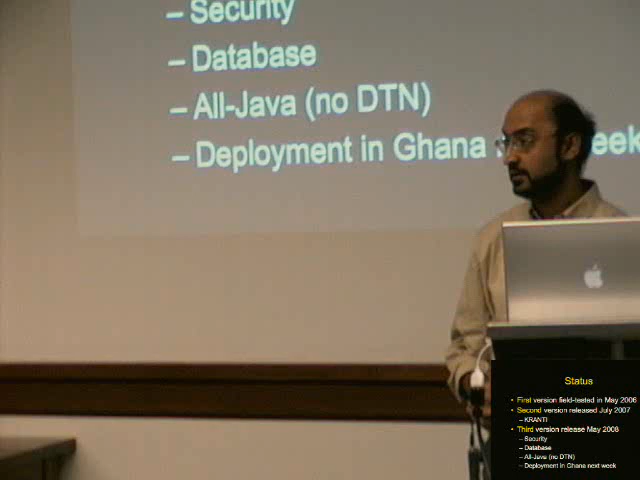 – Security
– Database
– All-Java (no DTN)
– Deployment in Ghana eek
Status
• First version field-tested in May 2006
• Second version released July 2007
– KRANTI
• Third version release May 2008
– Security
– Database
– All-Java (no DTN)
– Deployment in Ghana next week